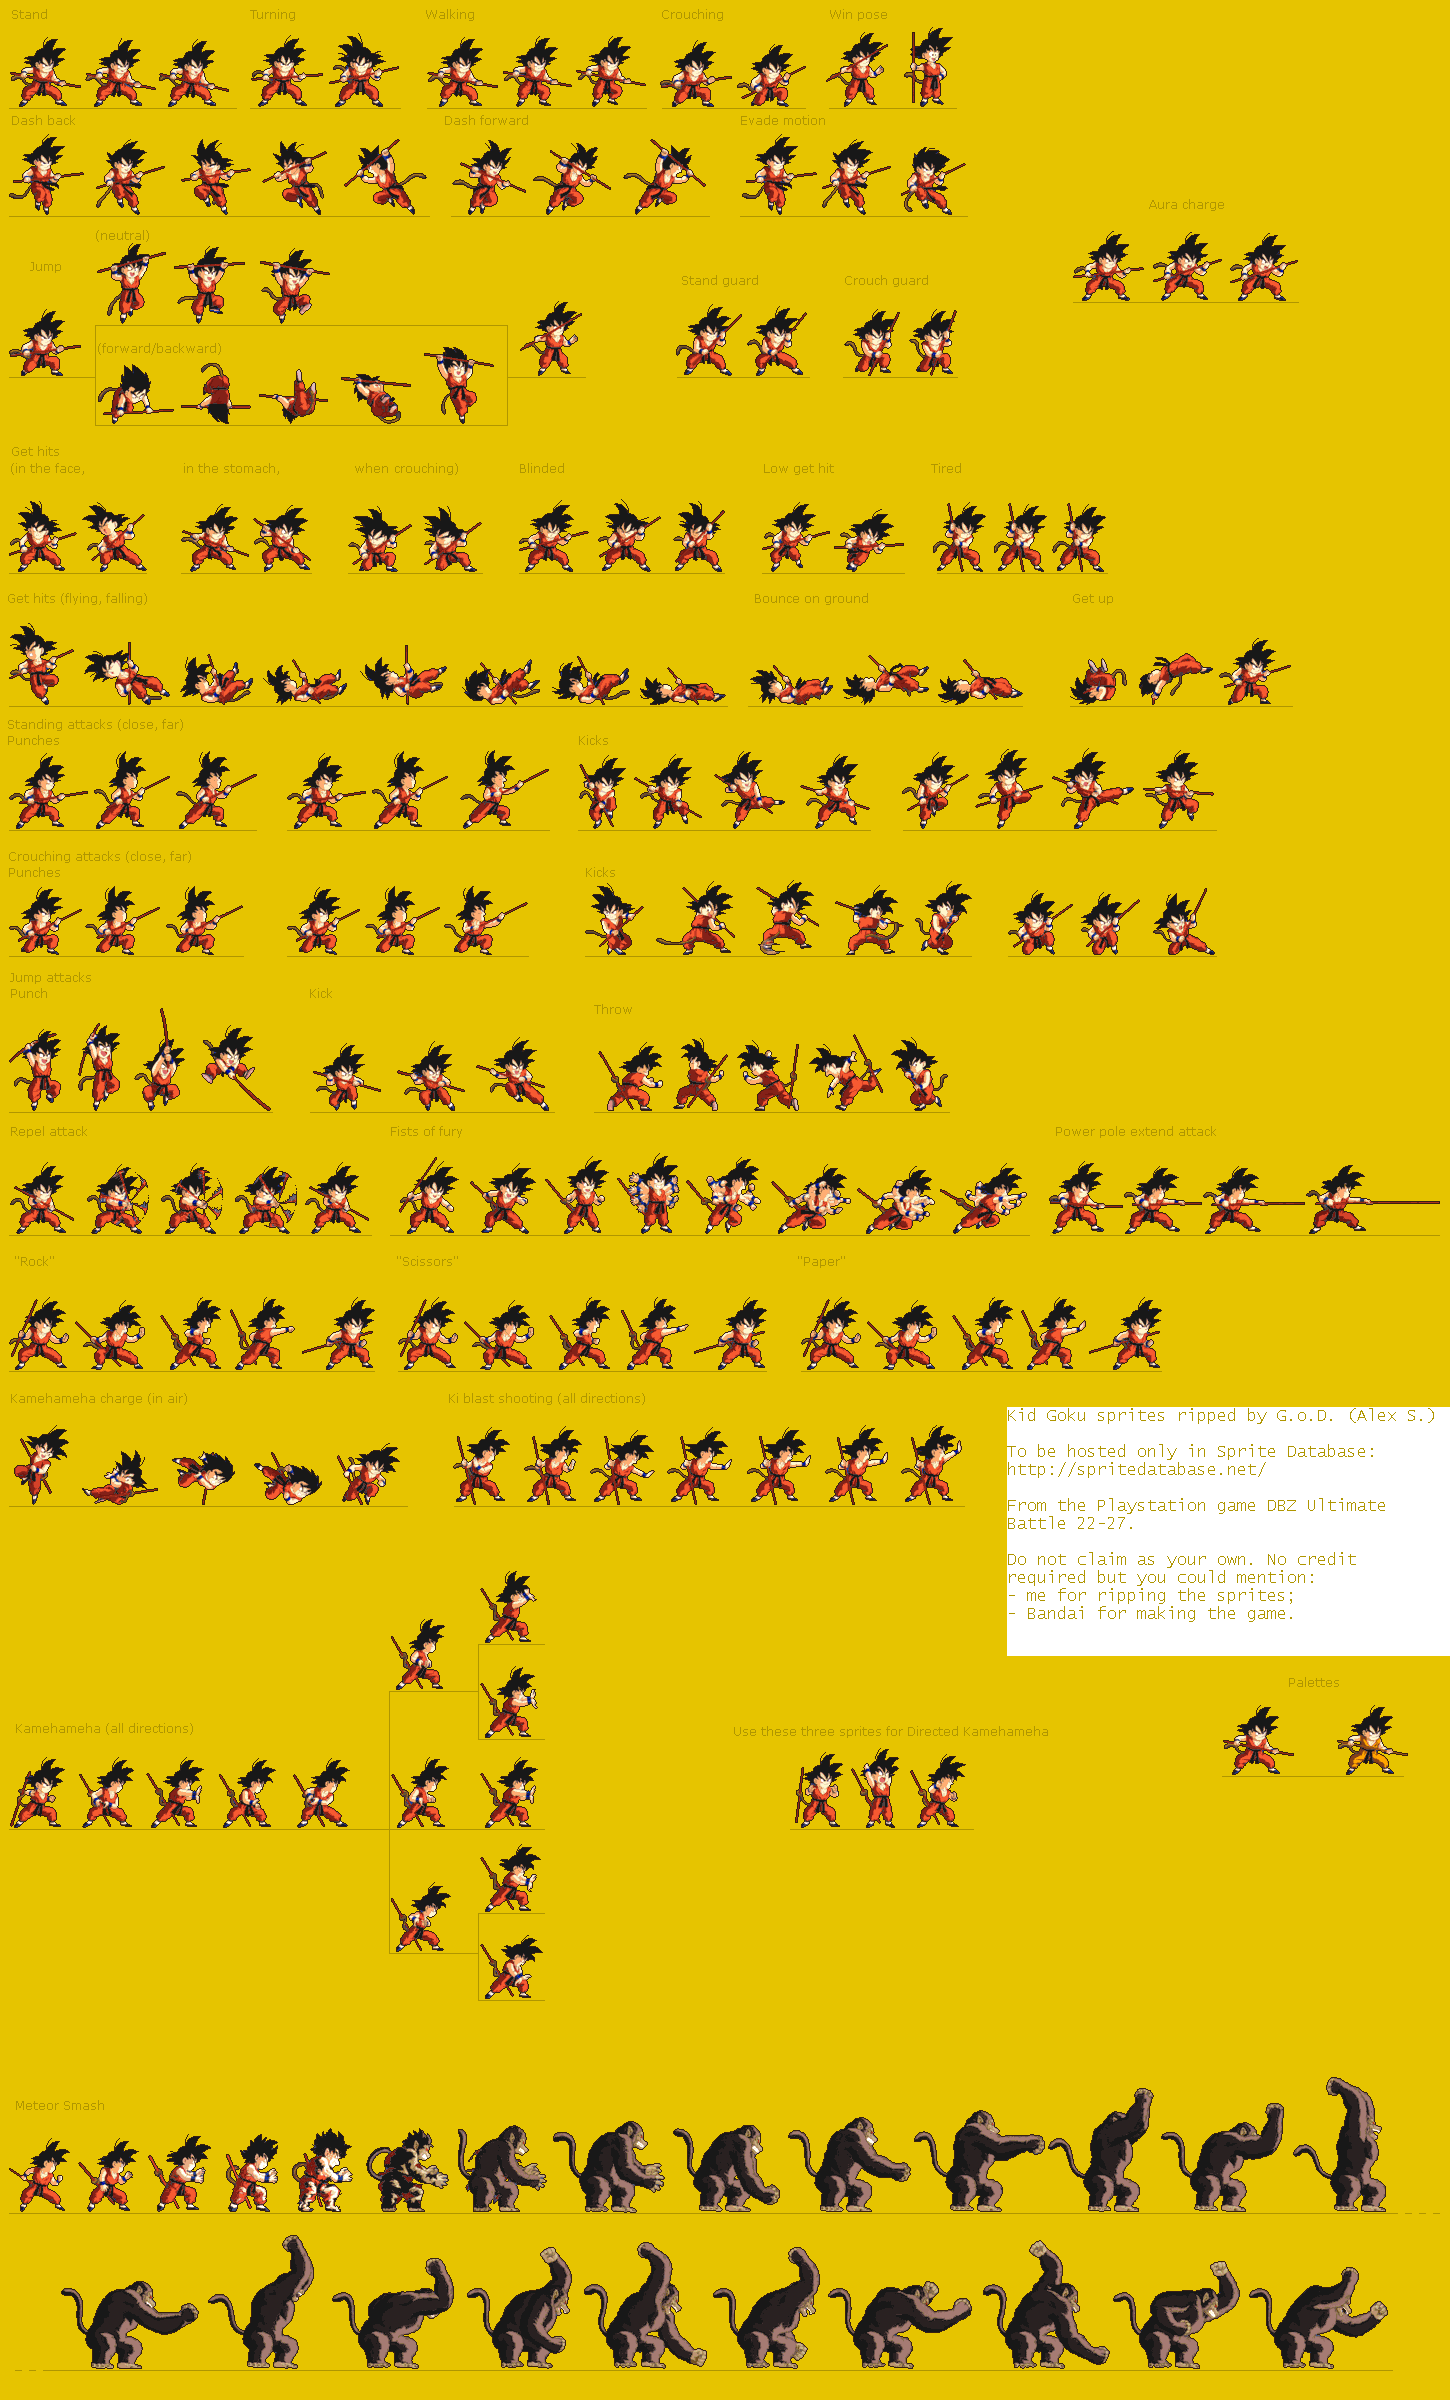 Stand
Turning
Walking
Crouching
Win pose
Dash back
Dash forward
Evade motion
Aura charge
(neutral)
Jump
Stand guard
Crouch guard
(forward/backward)
Get hits
(in the face,
in the stomach,
when crouching)
Blinded
Low get hit
Tired
Get hits (flying, falling)
Bounce on ground
Get up
Standing attacks (close, far)
Punches
Kicks
Crouching attacks (close, far)
Punches
Kicks
Jump attacks
Punch
Kick
Throw
Repel attack
Fists of fury
Power pole extend attack
"Rock"
"Scissors"
"Paper"
Kamehameha charge (in air)
Ki blast shooting (all directions)
Kid Goku sprites ripped by G.o.D. (Alex S.)
To be hosted only in Sprite Database:
http://spritedatabase.net/
From the Playstation game DBZ Ultimate
Battle 22-27.
Do not claim as your own. No credit
required but you could mention:
- me for ripping the sprites;
- Bandai for making the game.
Palettes
Kamehameha (all directions)
Use these three sprites for Directed Kamehameha
Meteor Smash